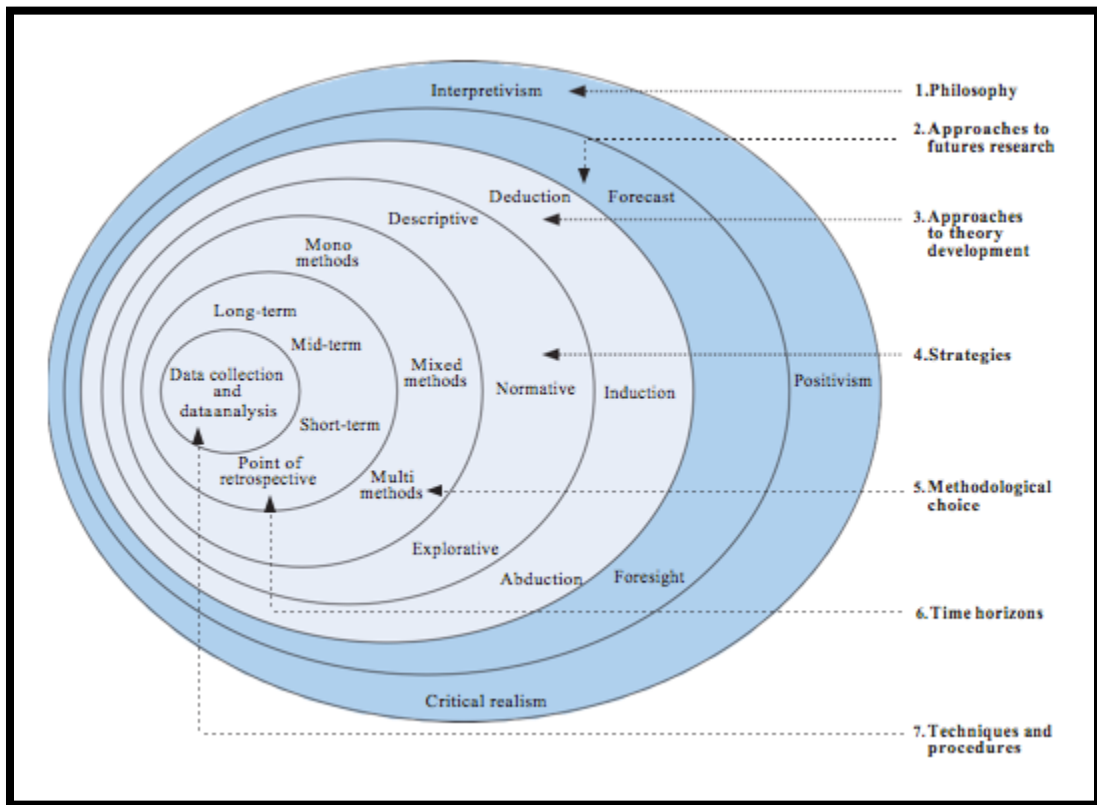 Interpretivism
1.Philosophy
2.Approaches to
futures research
Deduction
Forecast
Descriptive
3.Approaches
to theory
development
Mono
methods
Long-term
Mid-term
4.Strategies
Data collection
and
dataanalysis
Mixed
methods
Normative
Induction
Positivism
Short-term
Point of
retrospective
Multi
methods
5.Methodological
choice
Explorative
Abduction
Foresight
6.Time horizons
Critical realism
7.Techniques and
procedures